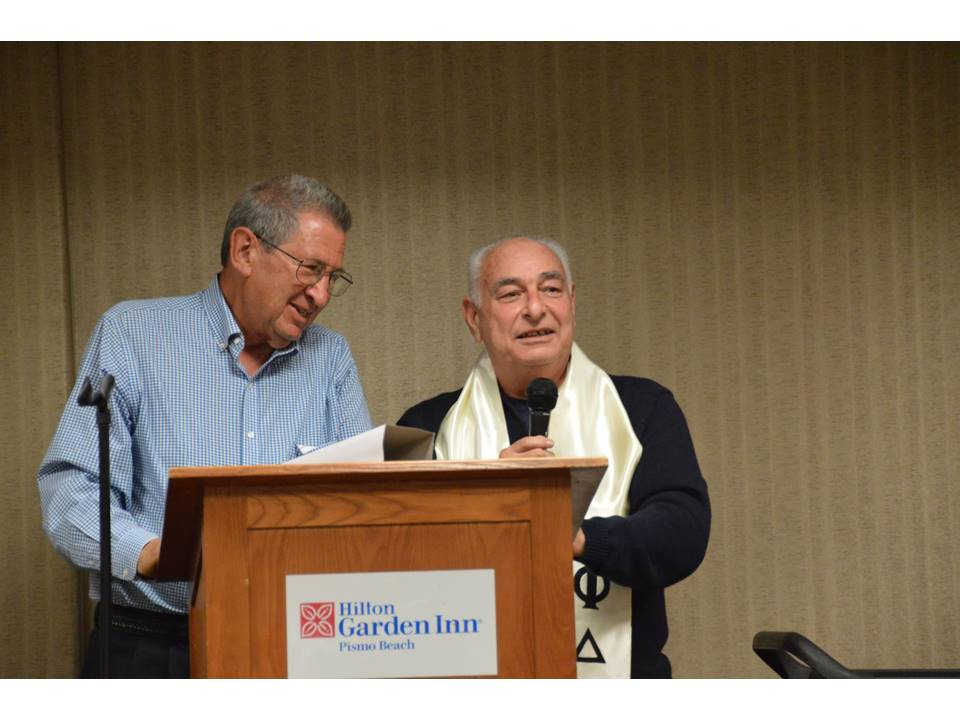 Hilton
Garden Inn®
Pismo Beach
Φ
Δ